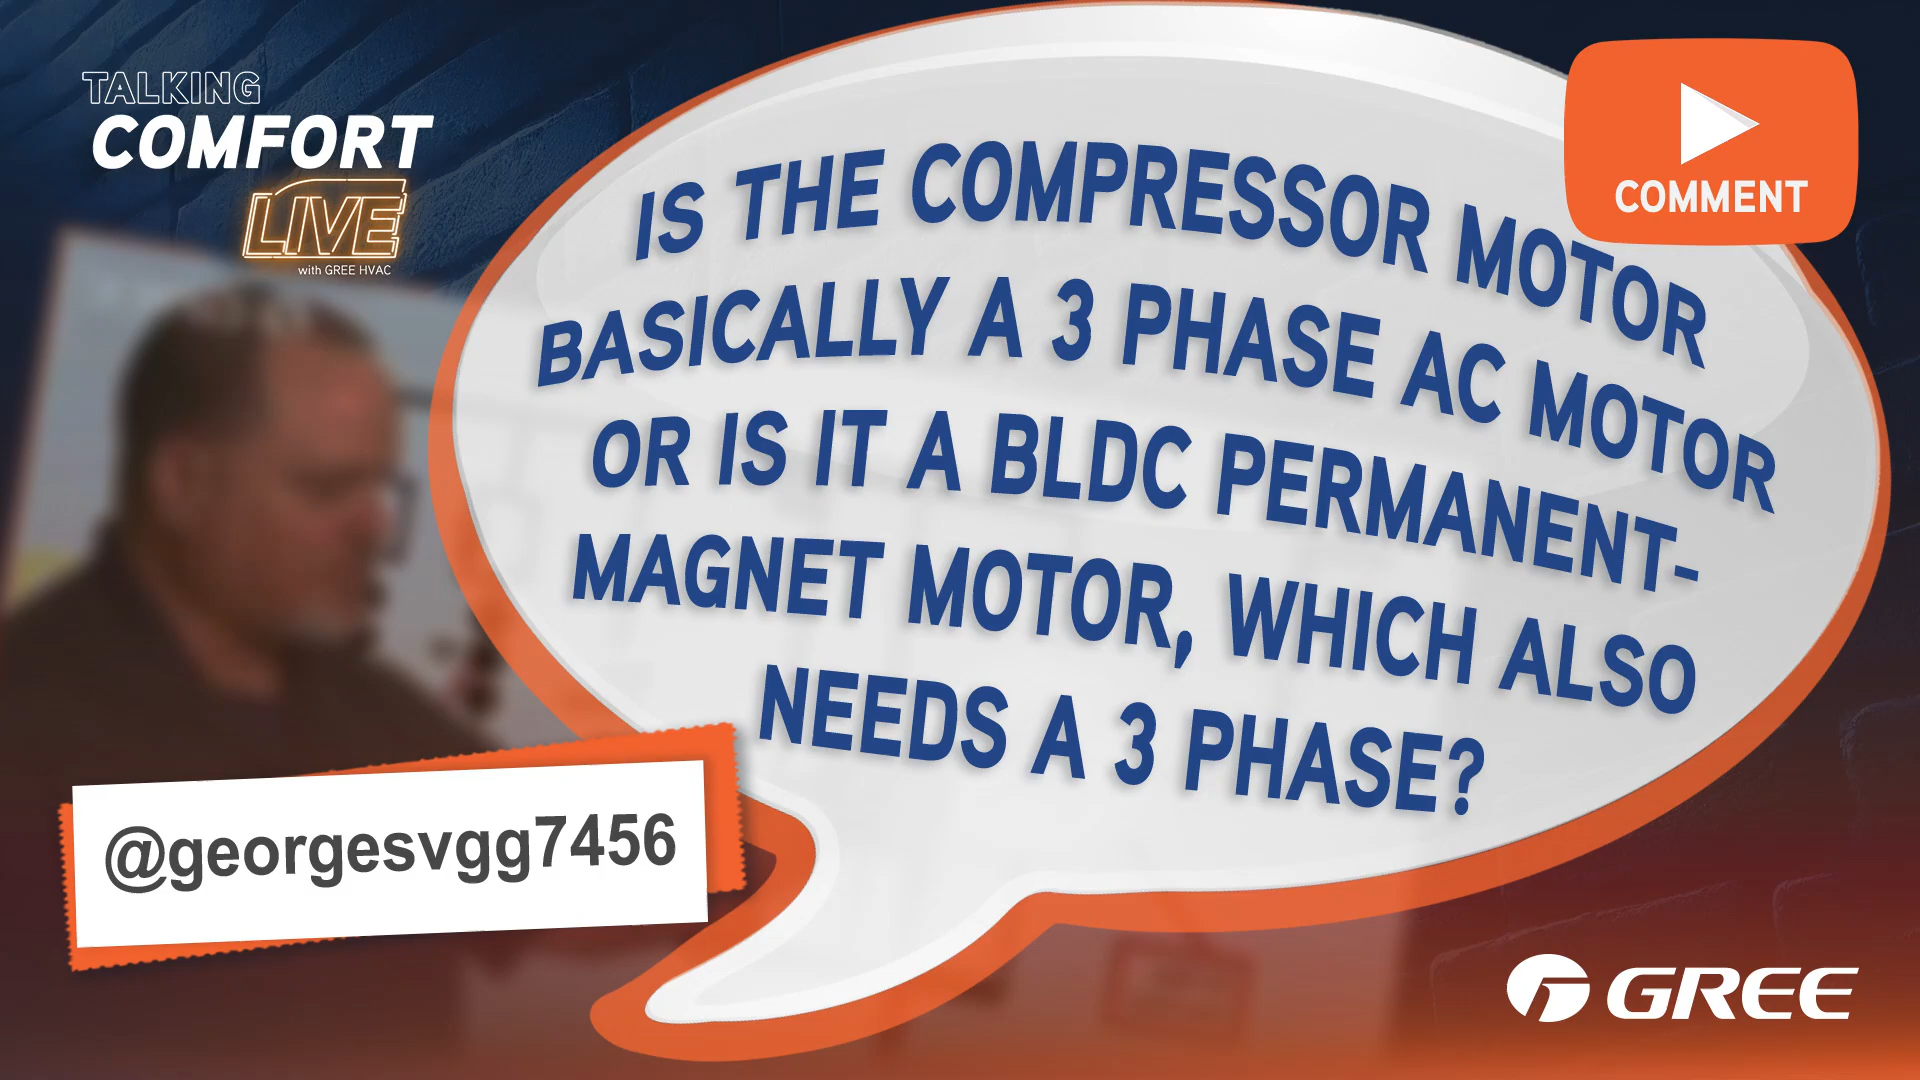 TALKING
COMFORT
LIVE
with GREE HVAC
COMMENT
IS THE COMPRESSOR MOTOR
BASICALLY A 3 PHASE AC MOTOR
OR IS IT A BLDC PERMANENT-
MAGNET MOTOR, WHICH ALSO
NEEDS A 3 PHASE?
@georgesvgg7456
GREE